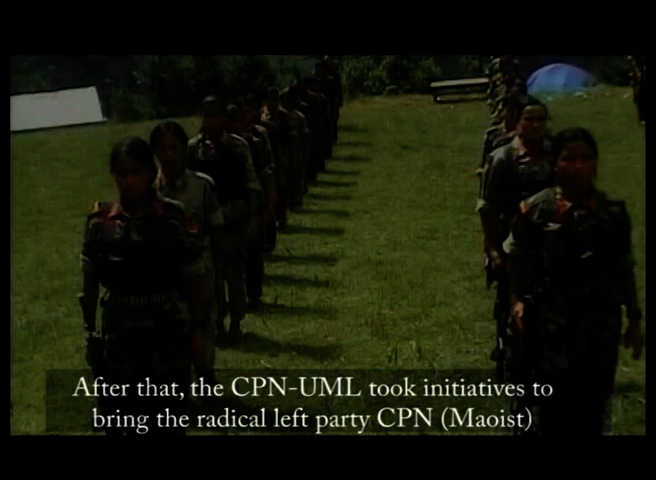 After that, the CPN-UML took initiatives to
bring the radical left party CPN (Maoist)